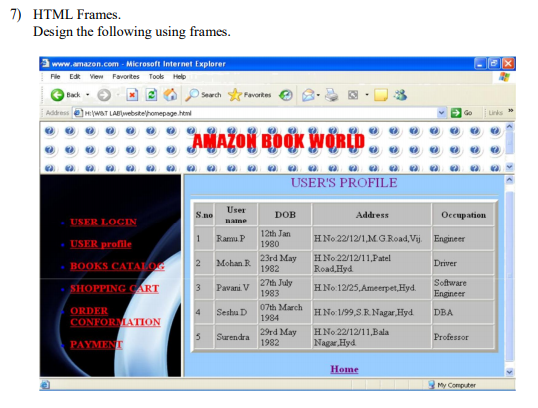 7) HTML Frames.
Design the following using frames.
www.amazon.com - Microsoft Internet Explorer
File Edit View Favorites Tools Help
Back Search Favorites
Address H:\W&T LAB\website\homepage.html Go Links »
AMAZON BOOK WORLD
USER LOGIN
USER profile
BOOKS CATALOG
SHOPPING CART
ORDER
CONFORMATION
PAYMENT
USER'S PROFILE
S.no User name DOB Address Occupation
1 Ramu.P 12th Jan 1980 H.No:22/12/1,M.G.Road,Vij. Engineer
2 Mohan.R 23rd May 1982 H.No:22/12/11,Patel Road,Hyd. Driver
3 Pavani.V 27th July 1983 H.No:12/25,Ameerpet,Hyd. Software Engineer
4 Seshu.D 07th March 1984 H.No:1/99,S.R.Nagar,Hyd. DBA
5 Surendra 29rd May 1982 H.No:22/12/11,Bala Nagar,Hyd. Professor
Home
My Computer